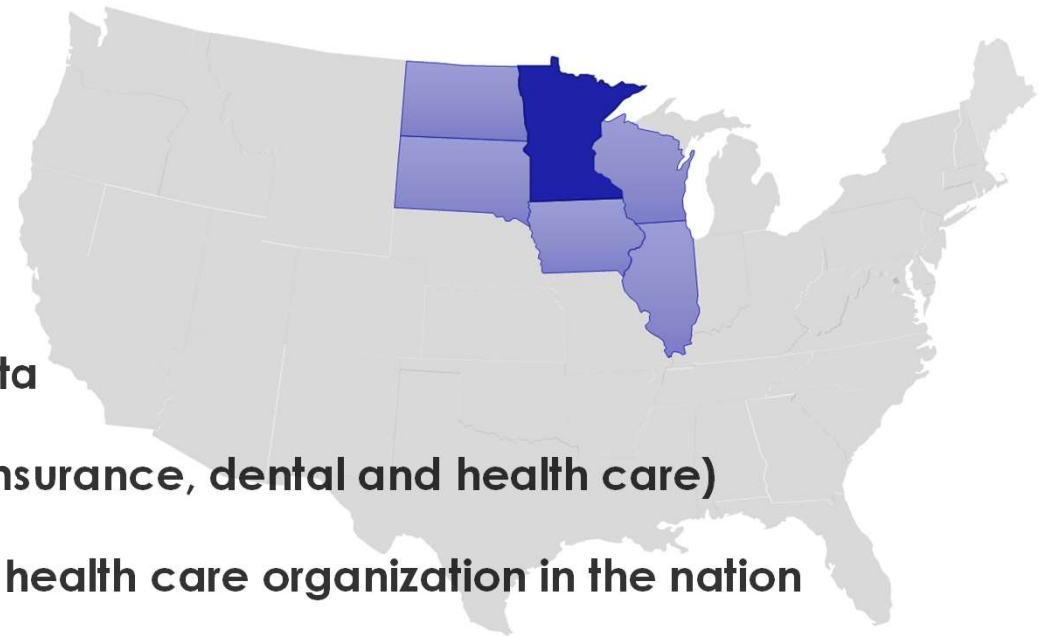 ta
nsurance, dental and health care)
health care organization in the nation